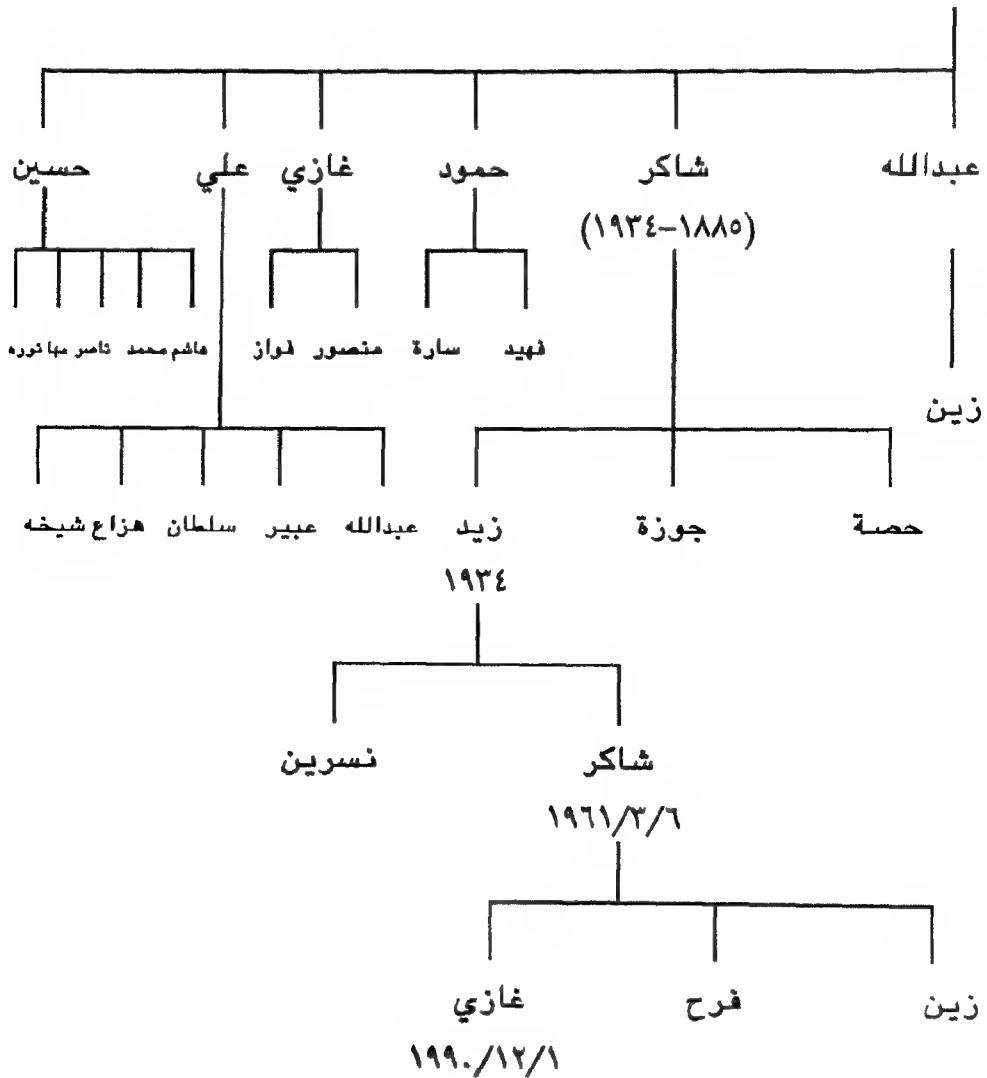 عبدالله شاكر حمود غازي علي حسين
(١٨٨٥–١٩٣٤)
فهيد سارة منصور فواز هاشم محمد ناصر مها نوره
زين
حصة جوزة زيد عبدالله عبير سلطان هزاع شيخه
١٩٣٤
شاكر نسرين
١٩٦١/٣/٦
زين فرح غازي
١٩٩٠/١٢/١